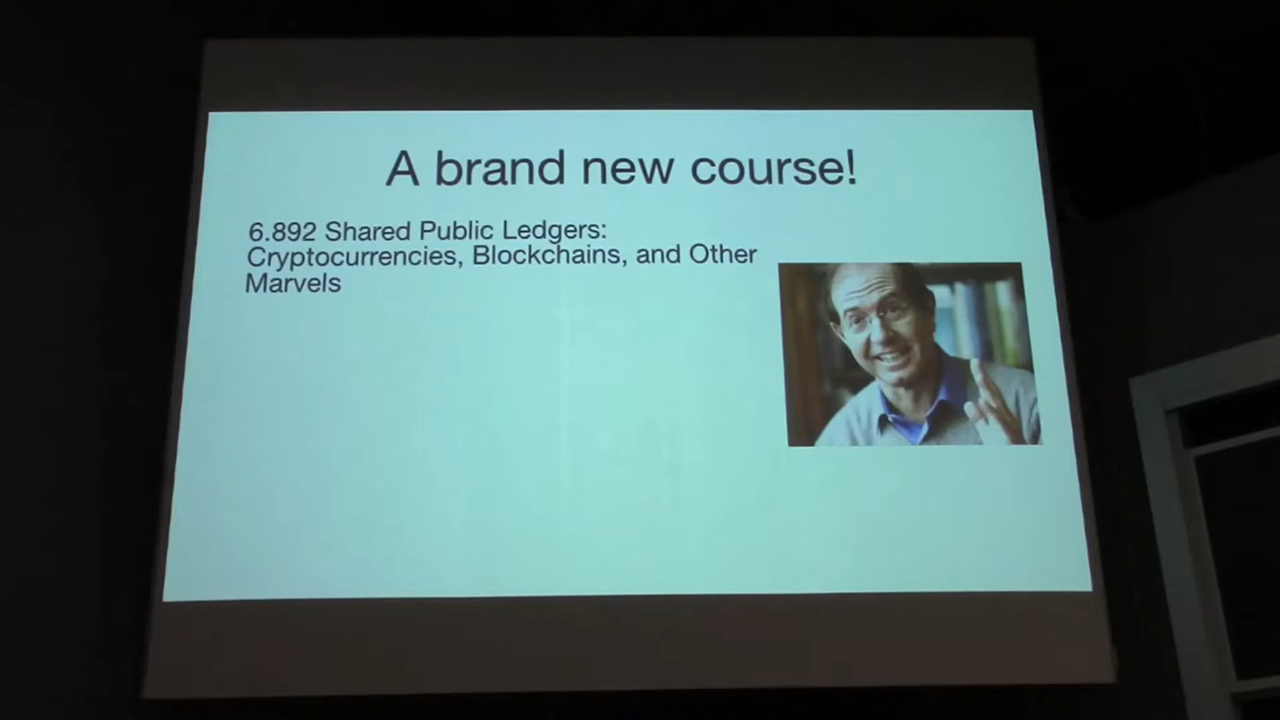 A brand new course!
6.892 Shared Public Ledgers:
Cryptocurrencies, Blockchains, and Other
Marvels